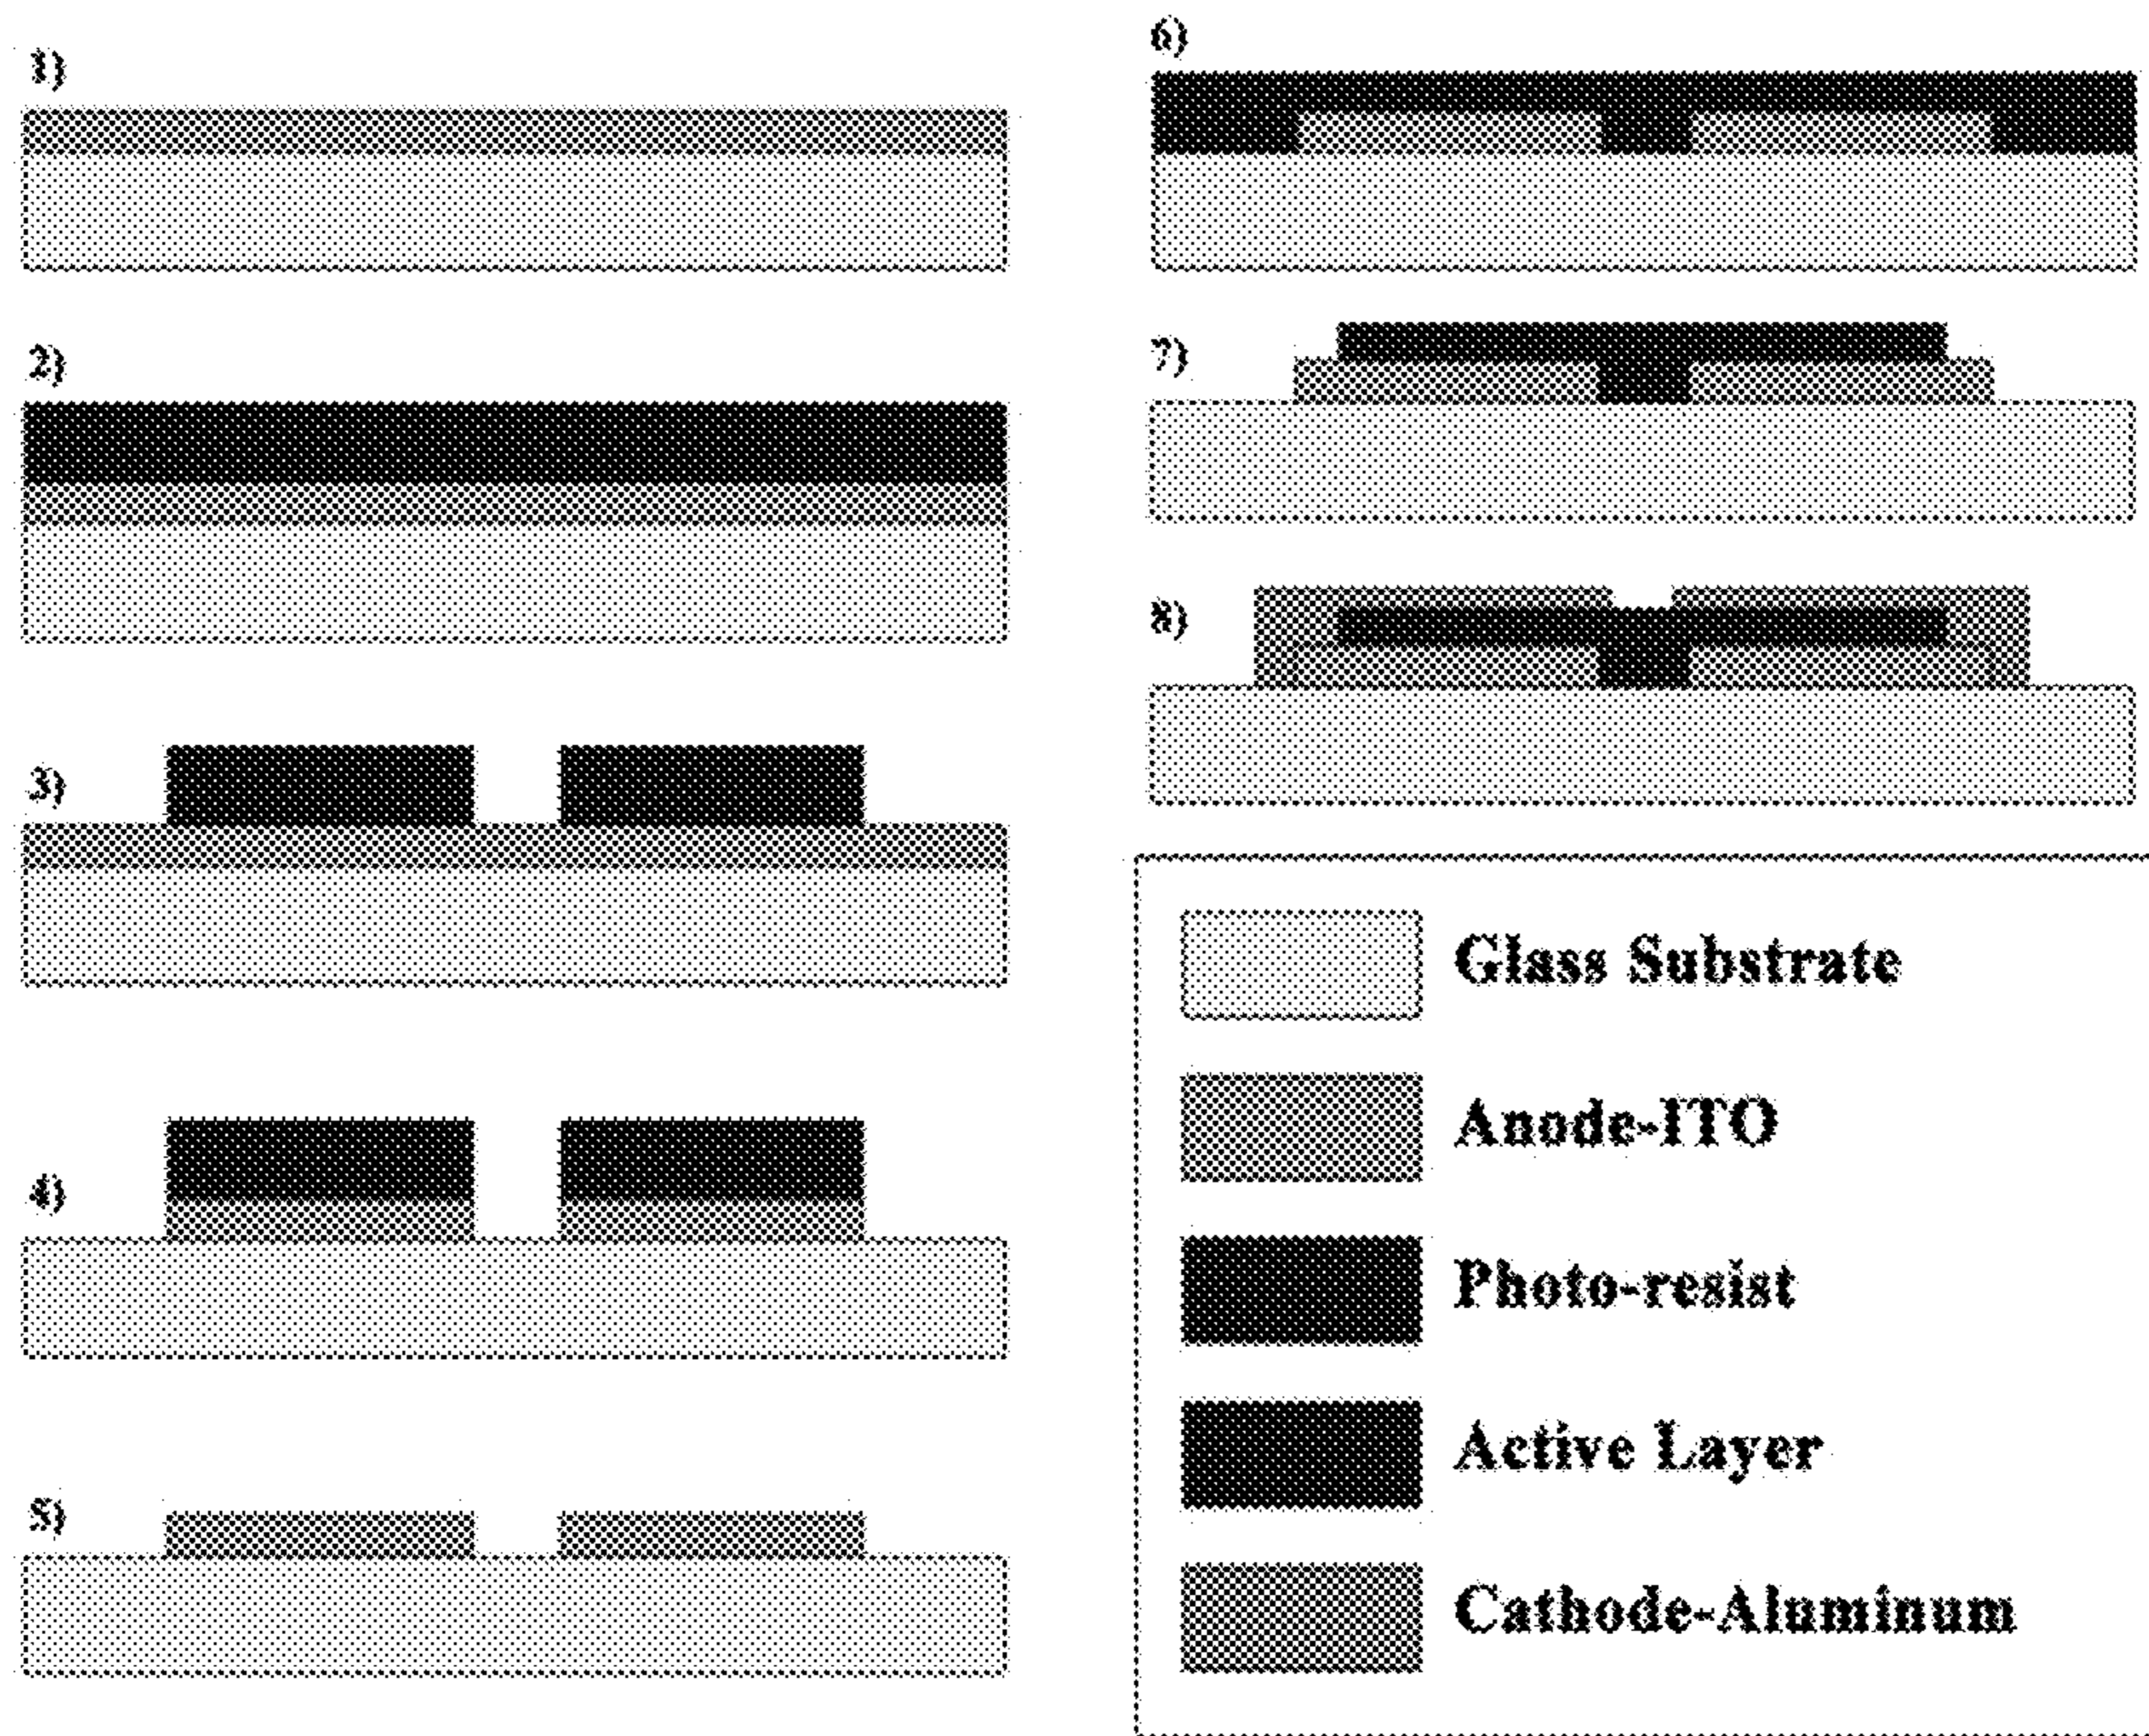 1)
2)
3)
4)
5)
6)
7)
8)
Glass Substrate
Anode-ITO
Photo-resist
Active Layer
Cathode-Aluminum